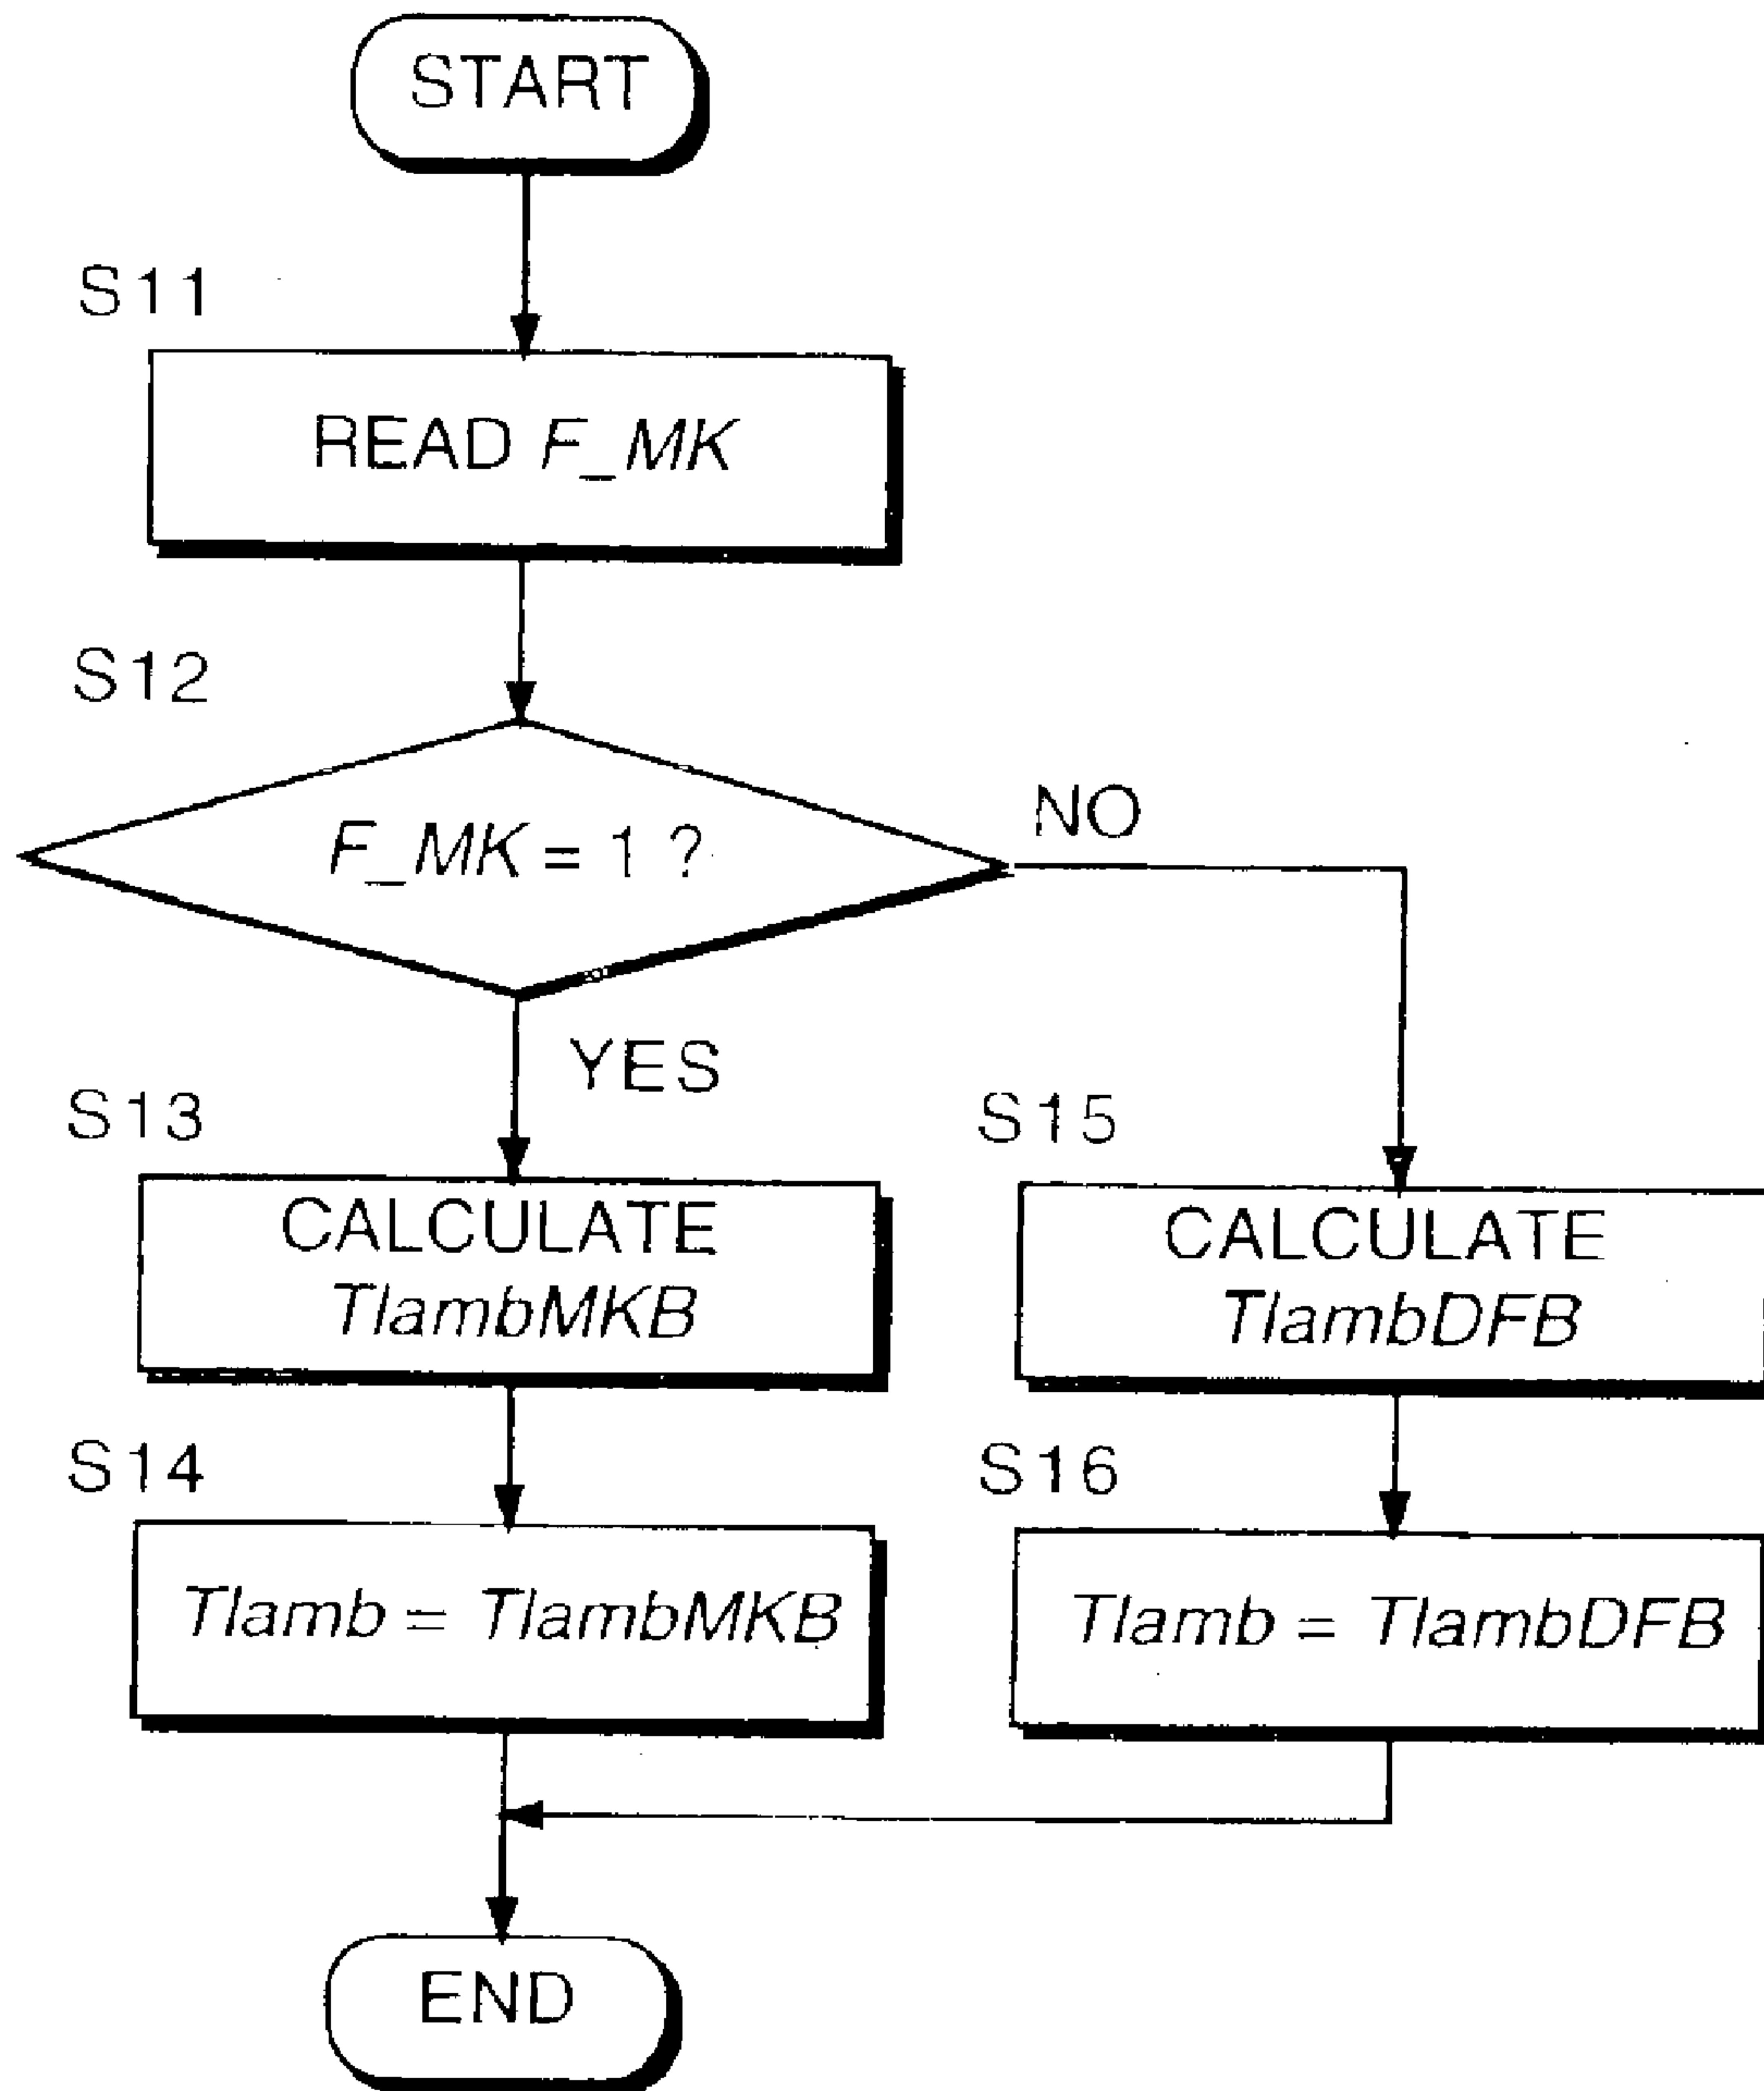 START
S11
READ F_MK
S12
F_MK = 1 ?
NO
YES
S13
CALCULATE
TlambMKB
S15
CALCULATE
TlambDFB
S14
Tlamb = TlambMKB
S16
Tlamb = TlambDFB
END